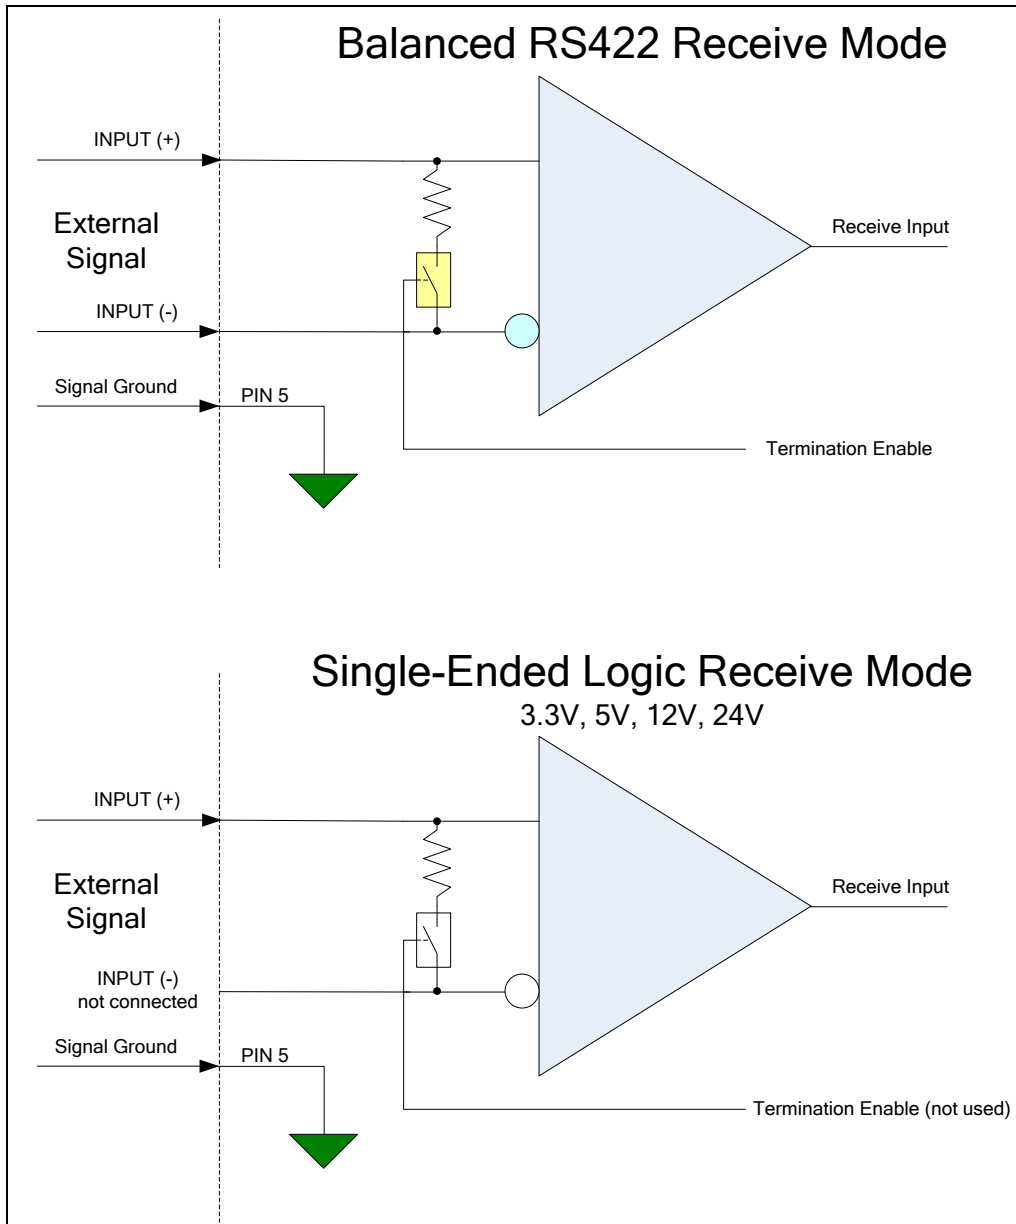 Balanced RS422 Receive Mode
INPUT (+)
External
Signal
Receive Input
INPUT (-)
Signal Ground
PIN 5
Termination Enable
Single-Ended Logic Receive Mode
3.3V, 5V, 12V, 24V
INPUT (+)
External
Signal
Receive Input
INPUT (-)
not connected
Signal Ground
PIN 5
Termination Enable (not used)